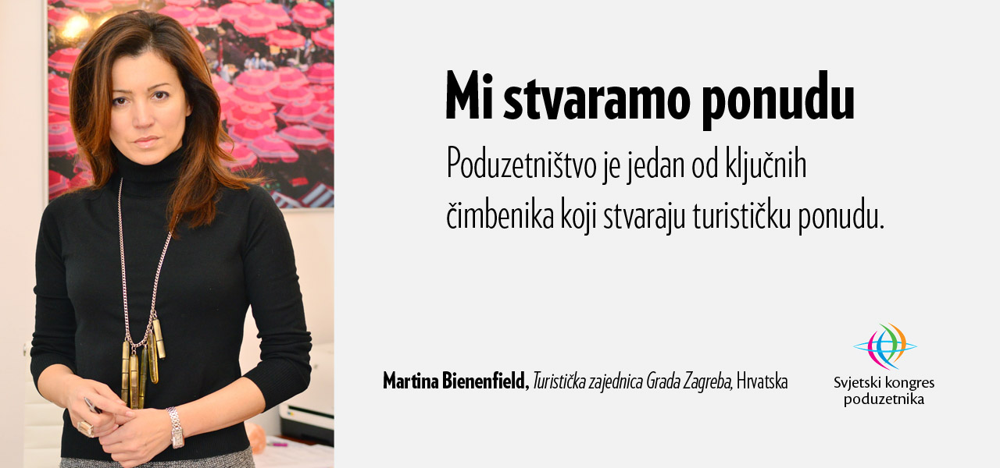 Mi stvaramo ponudu
Poduzetništvo je jedan od ključnih
čimbenika koji stvaraju turističku ponudu.
Martina Bienenfield, Turistička zajednica Grada Zagreba, Hrvatska
Svjetski kongres
poduzetnika